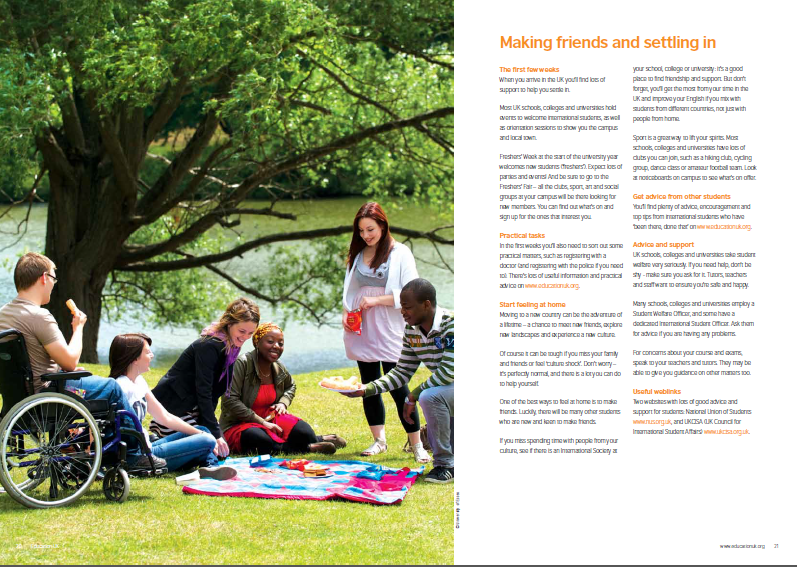 Making friends and settling in
The first few weeks
When you arrive in the UK you'll find lots of
support to help you settle in.
Most UK schools, colleges and universities hold
events to welcome international students, as well
as orientation sessions to show you the campus
and local town.
Freshers' Week at the start of the university year
welcomes new students ('freshers'). Expect lots of
parties and events! And be sure to go to the
Freshers' Fair – all the clubs, sport, art and social
groups at your campus will be there looking for
new members. You can find out what's on and
sign up for the ones that interest you.
Practical tasks
In the first weeks you'll also need to sort out some
practical matters, such as registering with a
doctor (and registering with the police if you need
to). There's lots of useful information and practical
advice on www.educationuk.org.
Start feeling at home
Moving to a new country can be the adventure of
a lifetime – a chance to meet new friends, explore
new landscapes and experience a new culture.
Of course it can be tough if you miss your family
and friends or feel 'culture shock'. Don't worry –
it's perfectly normal, and there is a lot you can do
to help yourself.
One of the best ways to feel at home is to make
friends. Luckily, there will be many other students
who are new and keen to make friends.
If you miss spending time with people from your
culture, see if there is an International Society at
your school, college or university: it's a good
place to find friendship and support. But don't
forget, you'll get the most from your time in the
UK and improve your English if you mix with
students from different countries, not just with
people from home.
Sport is a great way to lift your spirits. Most
schools, colleges and universities have lots of
clubs you can join, such as a hiking club, cycling
group, dance class or amateur football team. Look
at noticeboards on campus to see what's on offer.
Get advice from other students
You'll find plenty of advice, encouragement and
top tips from international students who have
'been there, done that' on www.educationuk.org.
Advice and support
UK schools, colleges and universities take student
welfare very seriously. If you need help, don't be
shy - make sure you ask for it. Tutors, teachers
and staff want to ensure you're safe and happy.
Many schools, colleges and universities employ a
Student Welfare Officer, and some have a
dedicated International Student Officer. Ask them
for advice if you are having any problems.
For concerns about your course and exams,
speak to your teachers and tutors. They may be
able to give you guidance on other matters too.
Useful weblinks
Two websites with lots of good advice and
support for students: National Union of Students
www.nus.org.uk, and UKCISA (UK Council for
International Student Affairs) www.ukcisa.org.uk.
www.educationuk.org 21